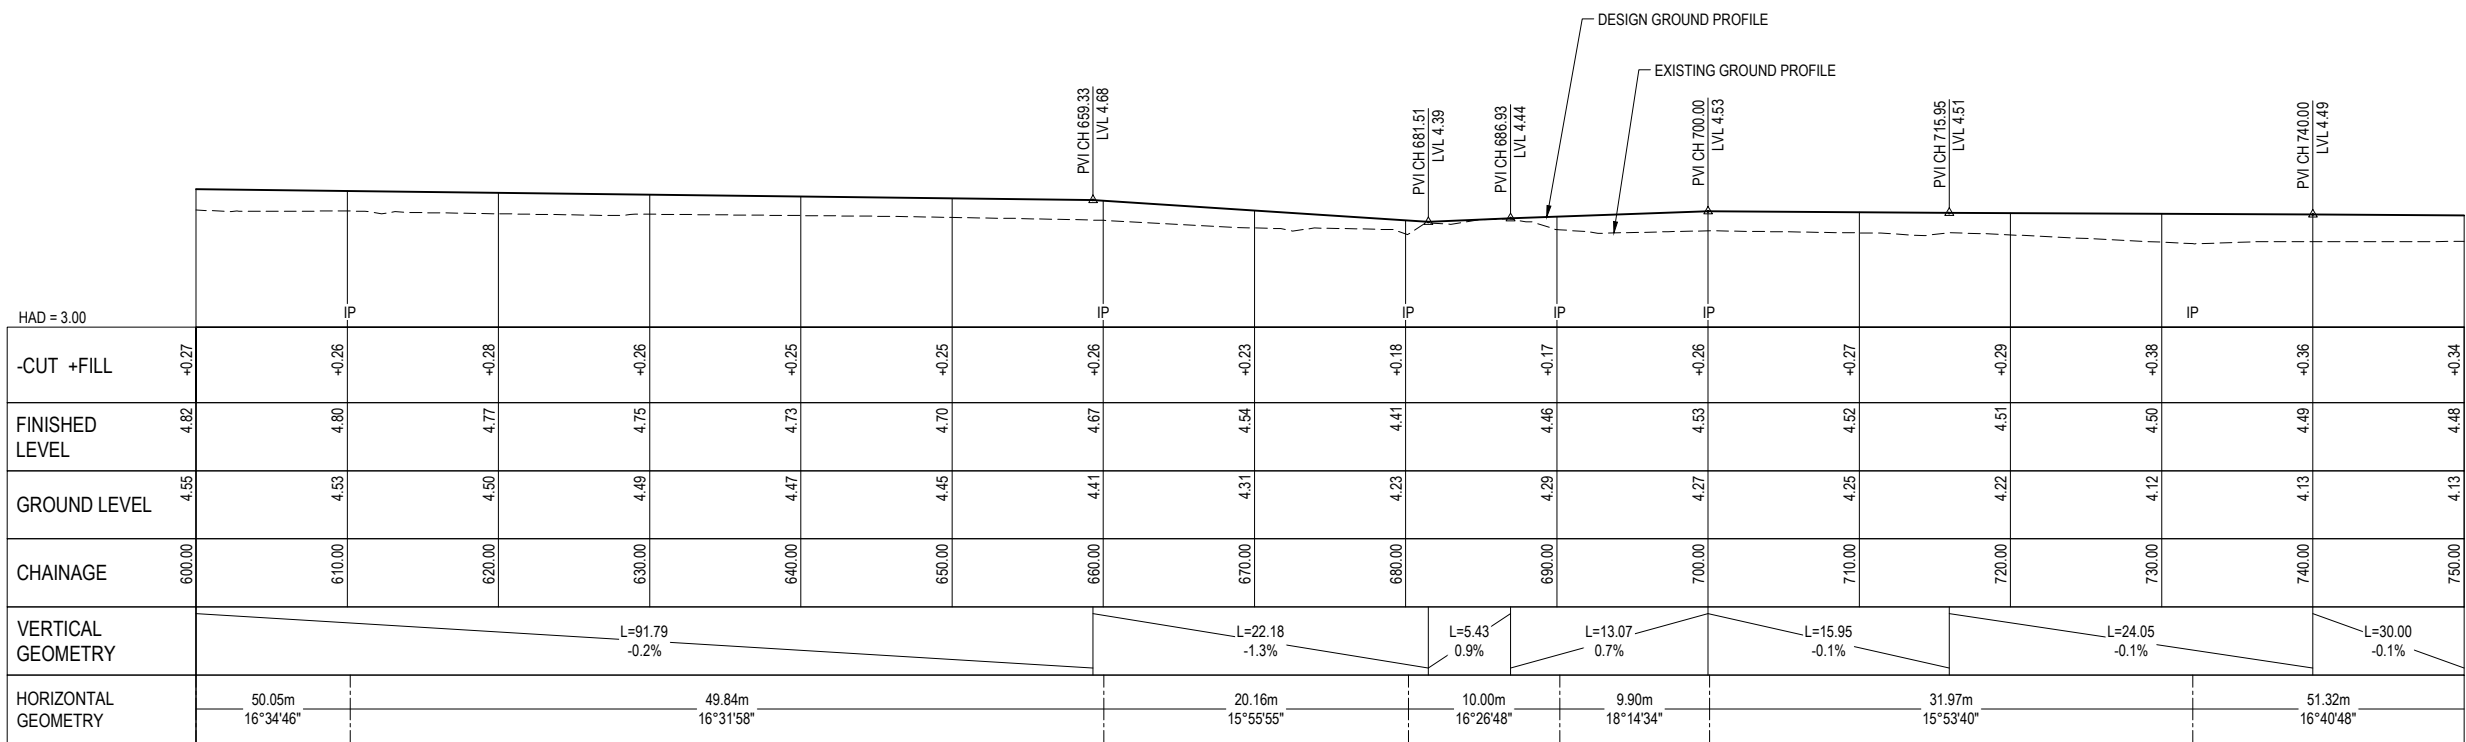 DESIGN GROUND PROFILE
EXISTING GROUND PROFILE
PVI CH 659.33
LVL 4.68
PVI CH 681.51
LVL 4.39
PVI CH 686.93
LVL 4.44
PVI CH 700.00
LVL 4.53
PVI CH 715.95
LVL 4.51
PVI CH 740.00
LVL 4.49
HAD = 3.00
IP IP IP IP IP IP
-CUT +FILL +0.27 +0.26 +0.28 +0.26 +0.25 +0.25 +0.26 +0.23 +0.18 +0.17 +0.26 +0.27 +0.29 +0.38 +0.36 +0.34
FINISHED
LEVEL
4.82 4.80 4.77 4.75 4.73 4.70 4.67 4.54 4.41 4.46 4.53 4.52 4.51 4.50 4.49 4.48
GROUND LEVEL 4.55 4.53 4.50 4.49 4.47 4.45 4.41 4.31 4.23 4.29 4.27 4.25 4.22 4.12 4.13 4.13
CHAINAGE 600.00 610.00 620.00 630.00 640.00 650.00 660.00 670.00 680.00 690.00 700.00 710.00 720.00 730.00 740.00 750.00
VERTICAL
GEOMETRY
L=91.79
-0.2%
L=22.18
-1.3%
L=5.43
0.9%
L=13.07
0.7%
L=15.95
-0.1%
L=24.05
-0.1%
L=30.00
-0.1%
HORIZONTAL
GEOMETRY
50.05m
16°34'46"
49.84m
16°31'58"
20.16m
15°55'55"
10.00m
16°26'48"
9.90m
18°14'34"
31.97m
15°53'40"
51.32m
16°40'48"